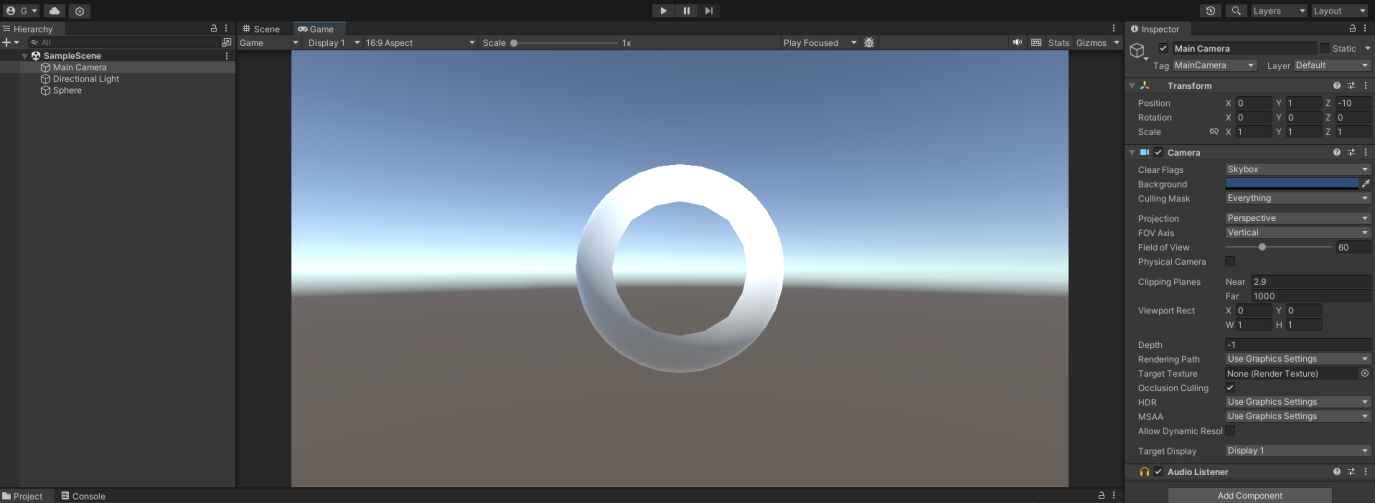 G
Layers
Layout
Hierarchy
All
SampleScene
Main Camera
Directional Light
Sphere
Scene
Game
Game
Display 1
16:9 Aspect
Scale
1x
Play Focused
Stats
Gizmos
Inspector
Main Camera
Static
Tag MainCamera Layer Default
Transform
Position X 0 Y 1 Z -10
Rotation X 0 Y 0 Z 0
Scale X 1 Y 1 Z 1
Camera
Clear Flags Skybox
Background
Culling Mask Everything
Projection Perspective
FOV Axis Vertical
Field of View 60
Physical Camera
Clipping Planes Near 2.9
Far 1000
Viewport Rect X 0 Y 0
W 1 H 1
Depth -1
Rendering Path Use Graphics Settings
Target Texture None (Render Texture)
Occlusion Culling
HDR Use Graphics Settings
MSAA Use Graphics Settings
Allow Dynamic Resol
Target Display Display 1
Audio Listener
Add Component
Project
Console